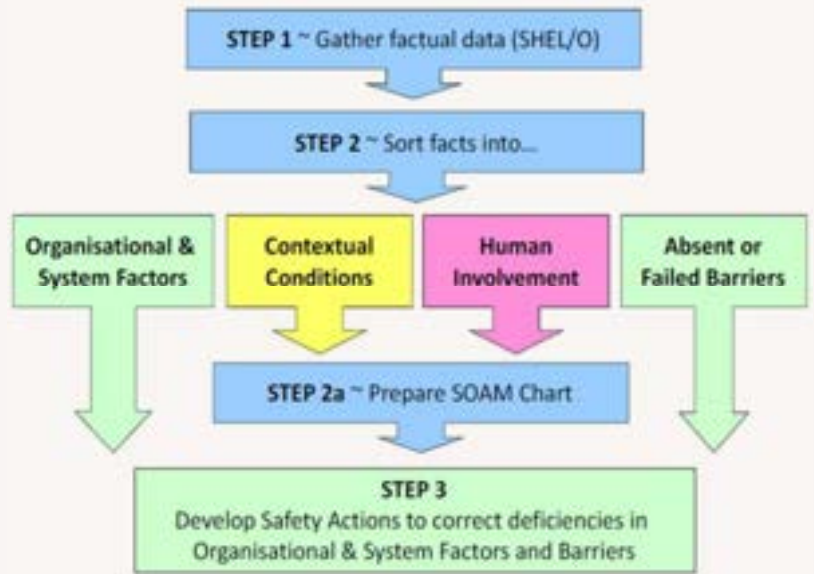 STEP 1 ~ Gather factual data (SHEL/O)
STEP 2 ~ Sort facts into...
Organisational &
System Factors
Contextual
Conditions
Human
Involvement
Absent or
Failed Barriers
STEP 2a ~ Prepare SOAM Chart
STEP 3
Develop Safety Actions to correct deficiencies in
Organisational & System Factors and Barriers